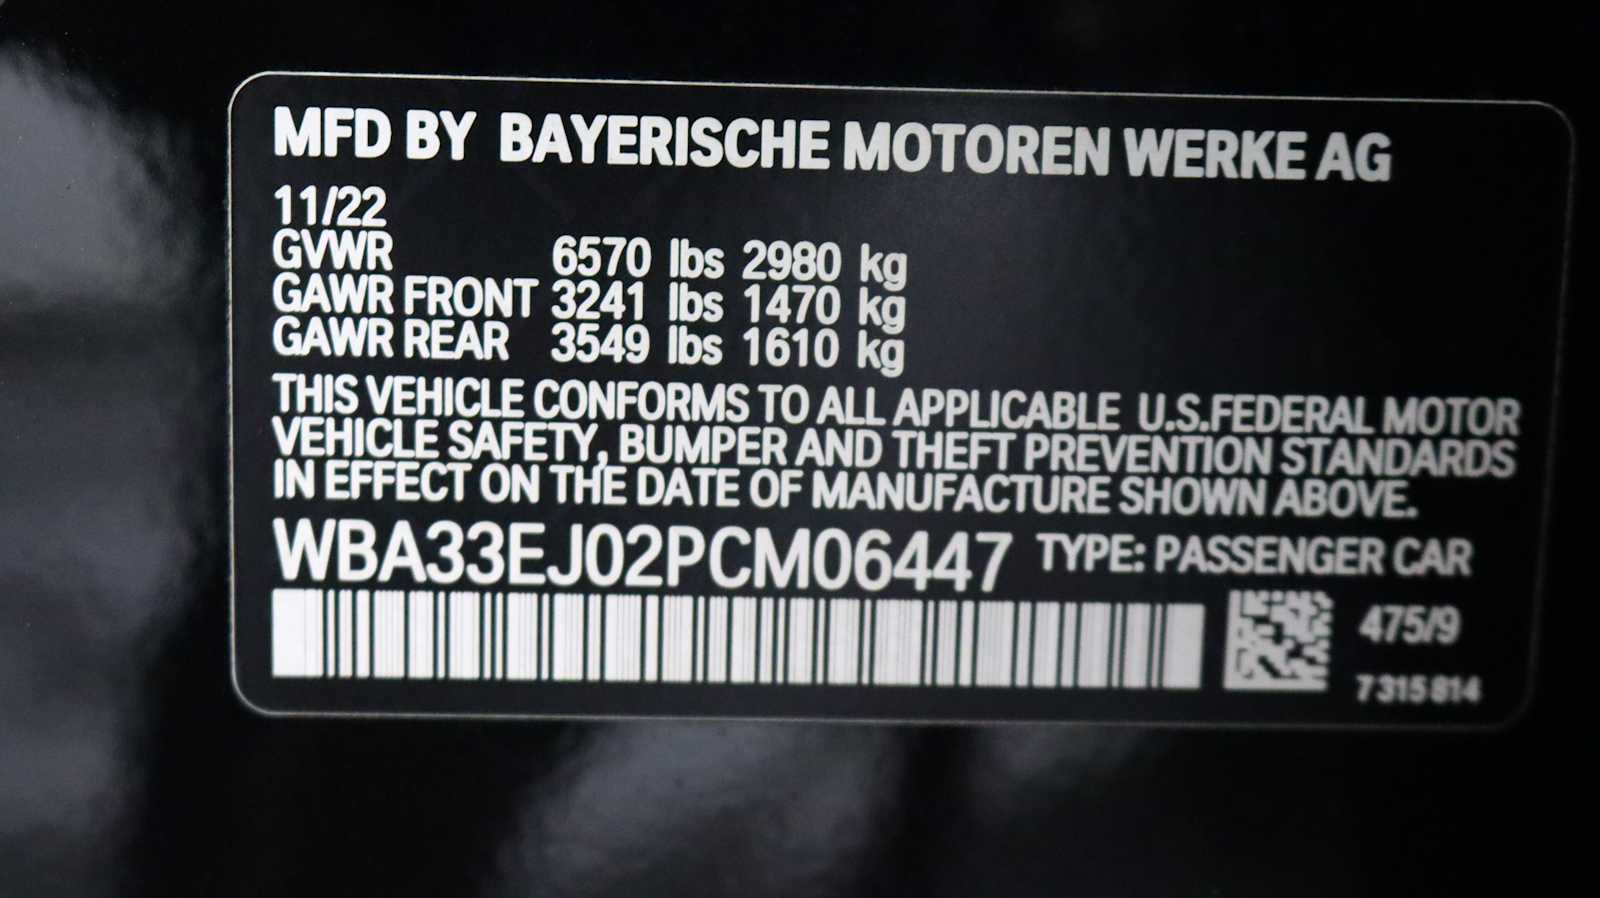 MFD BY BAYERISCHE MOTOREN WERKE AG
11/22
GVWR 6570 lbs 2980 kg
GAWR FRONT 3241 lbs 1470 kg
GAWR REAR 3549 lbs 1610 kg
THIS VEHICLE CONFORMS TO ALL APPLICABLE U.S.FEDERAL MOTOR
VEHICLE SAFETY, BUMPER AND THEFT PREVENTION STANDARDS
IN EFFECT ON THE DATE OF MANUFACTURE SHOWN ABOVE.
WBA33EJ02PCM06447 TYPE: PASSENGER CAR
475/9
7 315 814